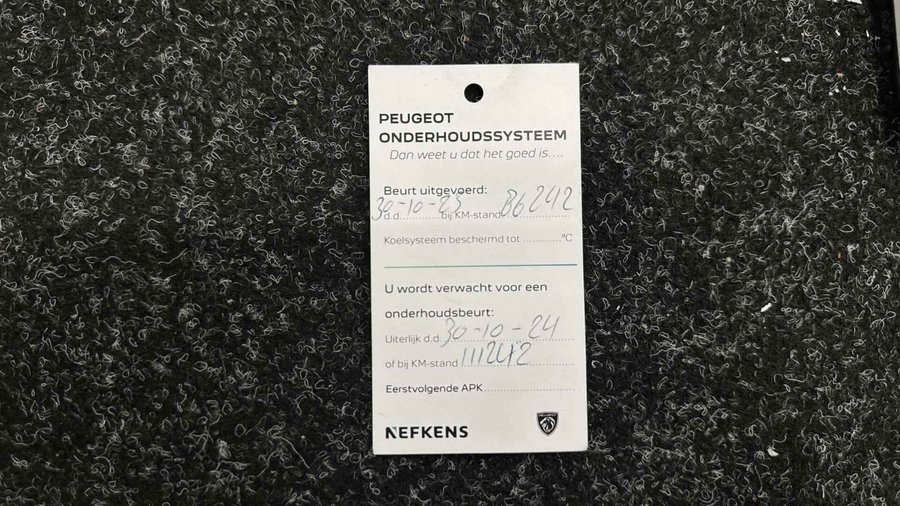 PEUGEOT
ONDERHOUDSSYSTEEM
Dan weet u dat het goed is....
Beurt uitgevoerd:
d.d. 30-10-23 bij KM-stand 86242
Koelsysteem beschermd tot ............°C
U wordt verwacht voor een
onderhoudsbeurt:
Uiterlijk d.d. 30-10-24
of bij KM-stand 111242
Eerstvolgende APK
NEFKENS